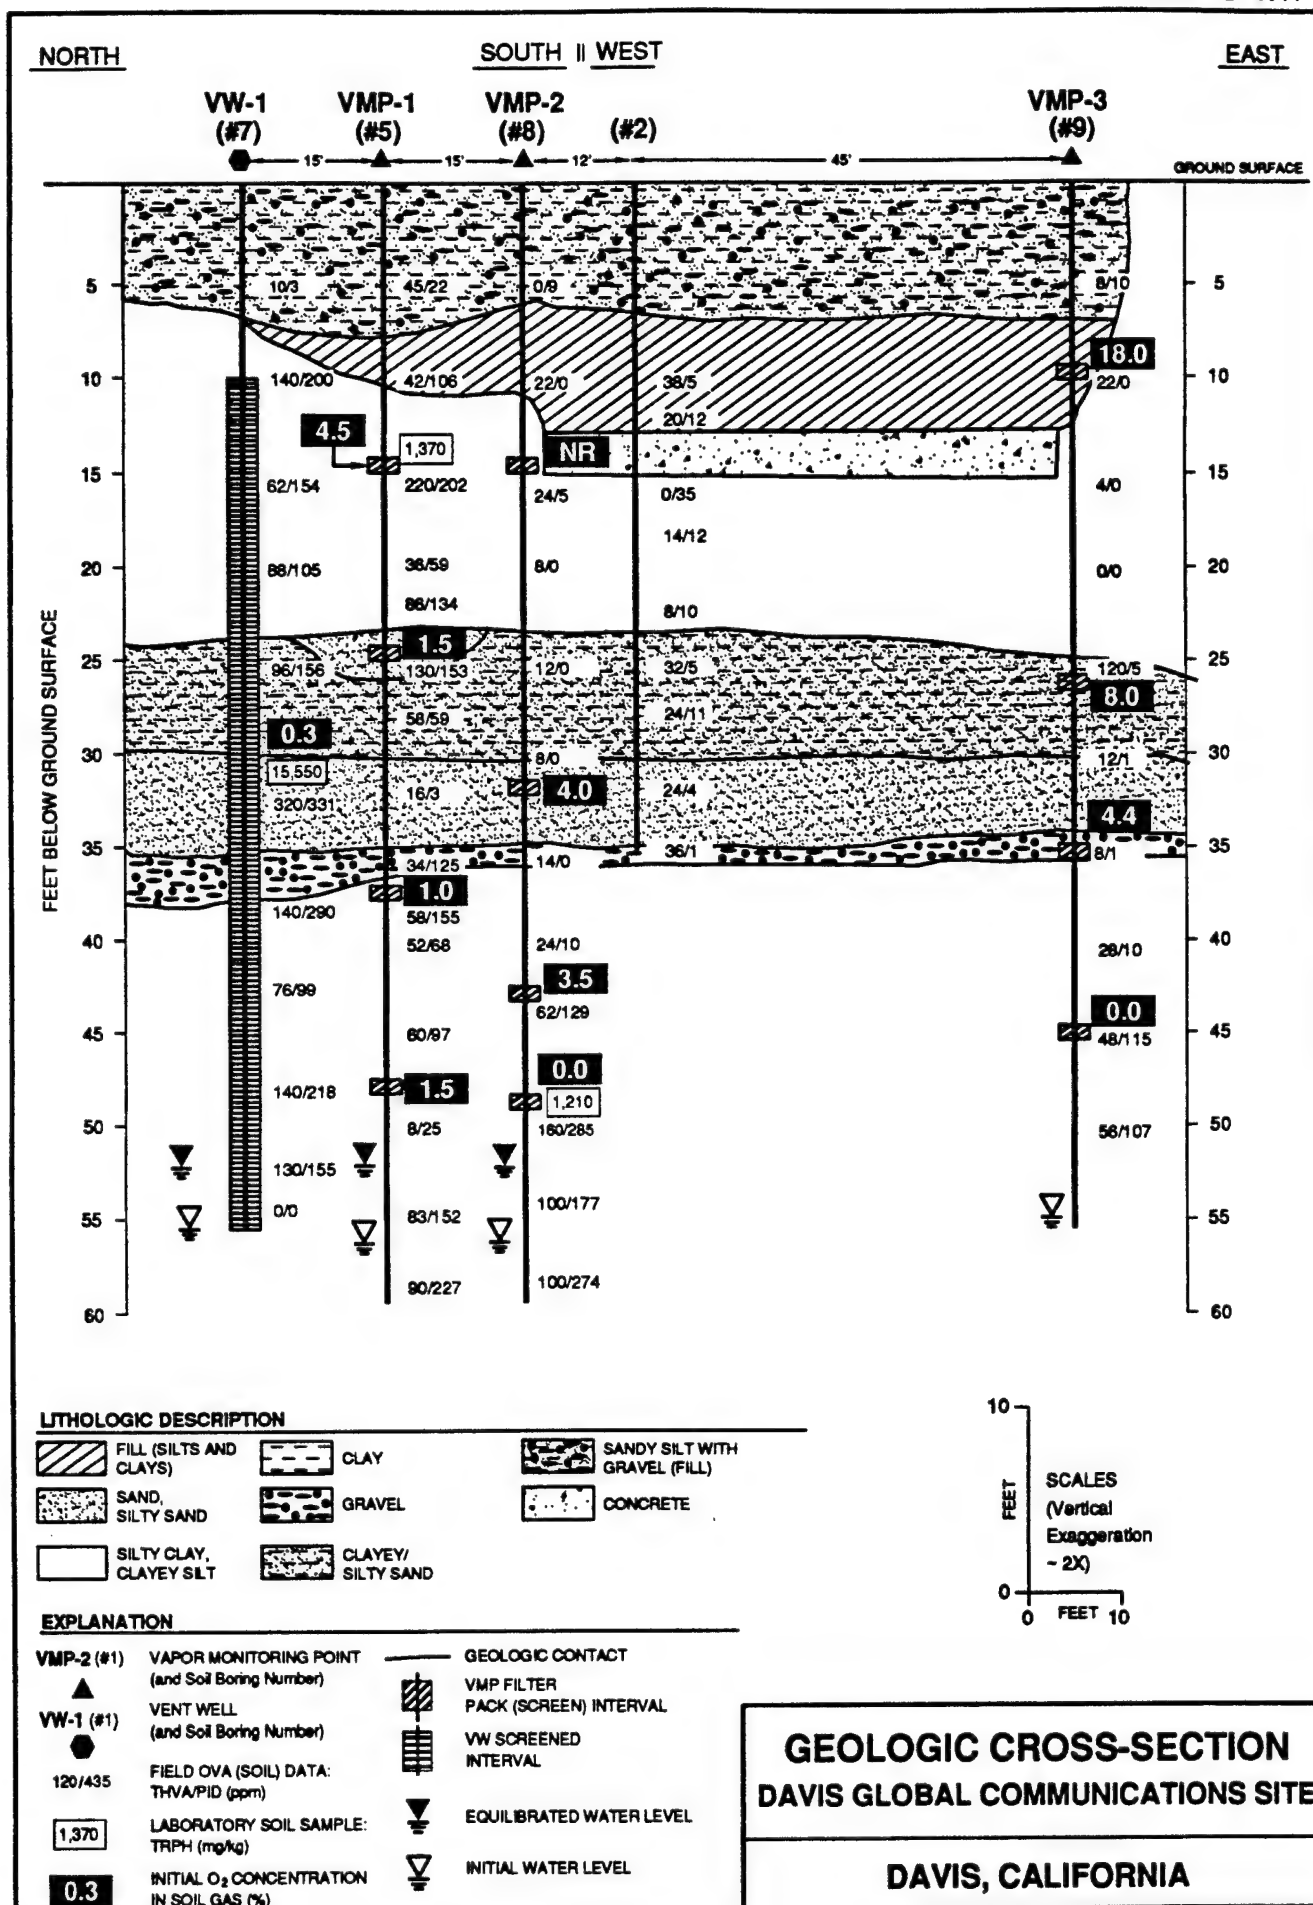 NORTH
SOUTH || WEST
EAST
VW-1 VMP-1 VMP-2 VMP-3
(#7) (#5) (#8) (#2) (#9)
15' 15' 12' 45'
GROUND SURFACE
5 10/3 45/22 0/9 8/10 5
18.0
10 140/200 42/106 22/0 38/5 22/0 10
20/12
4.5 1,370 NR
15 62/154 220/202 24/5 0/35 4/0 15
14/12
20 88/105 36/59 8/0 0/0 20
86/134 8/10
1.5
25 96/156 130/153 12/0 32/5 120/5 25
8.0
58/59 24/11
0.3
30 8/0 12/1 30
15,550
320/331 16/3 4.0 24/4
4.4
35 34/125 14/0 36/1 8/1 35
1.0
140/290 58/155
40 52/68 24/10 28/10 40
76/99 3.5
62/129 0.0
45 60/97 48/115 45
0.0
140/218 1.5 1,210
50 8/25 160/285 56/107 50
130/155
55 0/0 83/152 100/177 55
90/227 100/274
60 60
FEET BELOW GROUND SURFACE
LITHOLOGIC DESCRIPTION
FILL (SILTS AND
CLAYS)
CLAY
SANDY SILT WITH
GRAVEL (FILL)
SAND,
SILTY SAND
GRAVEL
CONCRETE
SILTY CLAY,
CLAYEY SILT
CLAYEY/
SILTY SAND
10
0
FEET
0 FEET 10
SCALES
(Vertical
Exaggeration
~ 2X)
EXPLANATION
VMP-2 (#1) VAPOR MONITORING POINT
(and Soil Boring Number)
VW-1 (#1) VENT WELL
(and Soil Boring Number)
120/435 FIELD OVA (SOIL) DATA:
THVA/PID (ppm)
1,370 LABORATORY SOIL SAMPLE:
TRPH (mg/kg)
0.3 INITIAL O₂ CONCENTRATION
IN SOIL GAS (%)
GEOLOGIC CONTACT
VMP FILTER
PACK (SCREEN) INTERVAL
VW SCREENED
INTERVAL
EQUILIBRATED WATER LEVEL
INITIAL WATER LEVEL
GEOLOGIC CROSS-SECTION
DAVIS GLOBAL COMMUNICATIONS SITE
DAVIS, CALIFORNIA